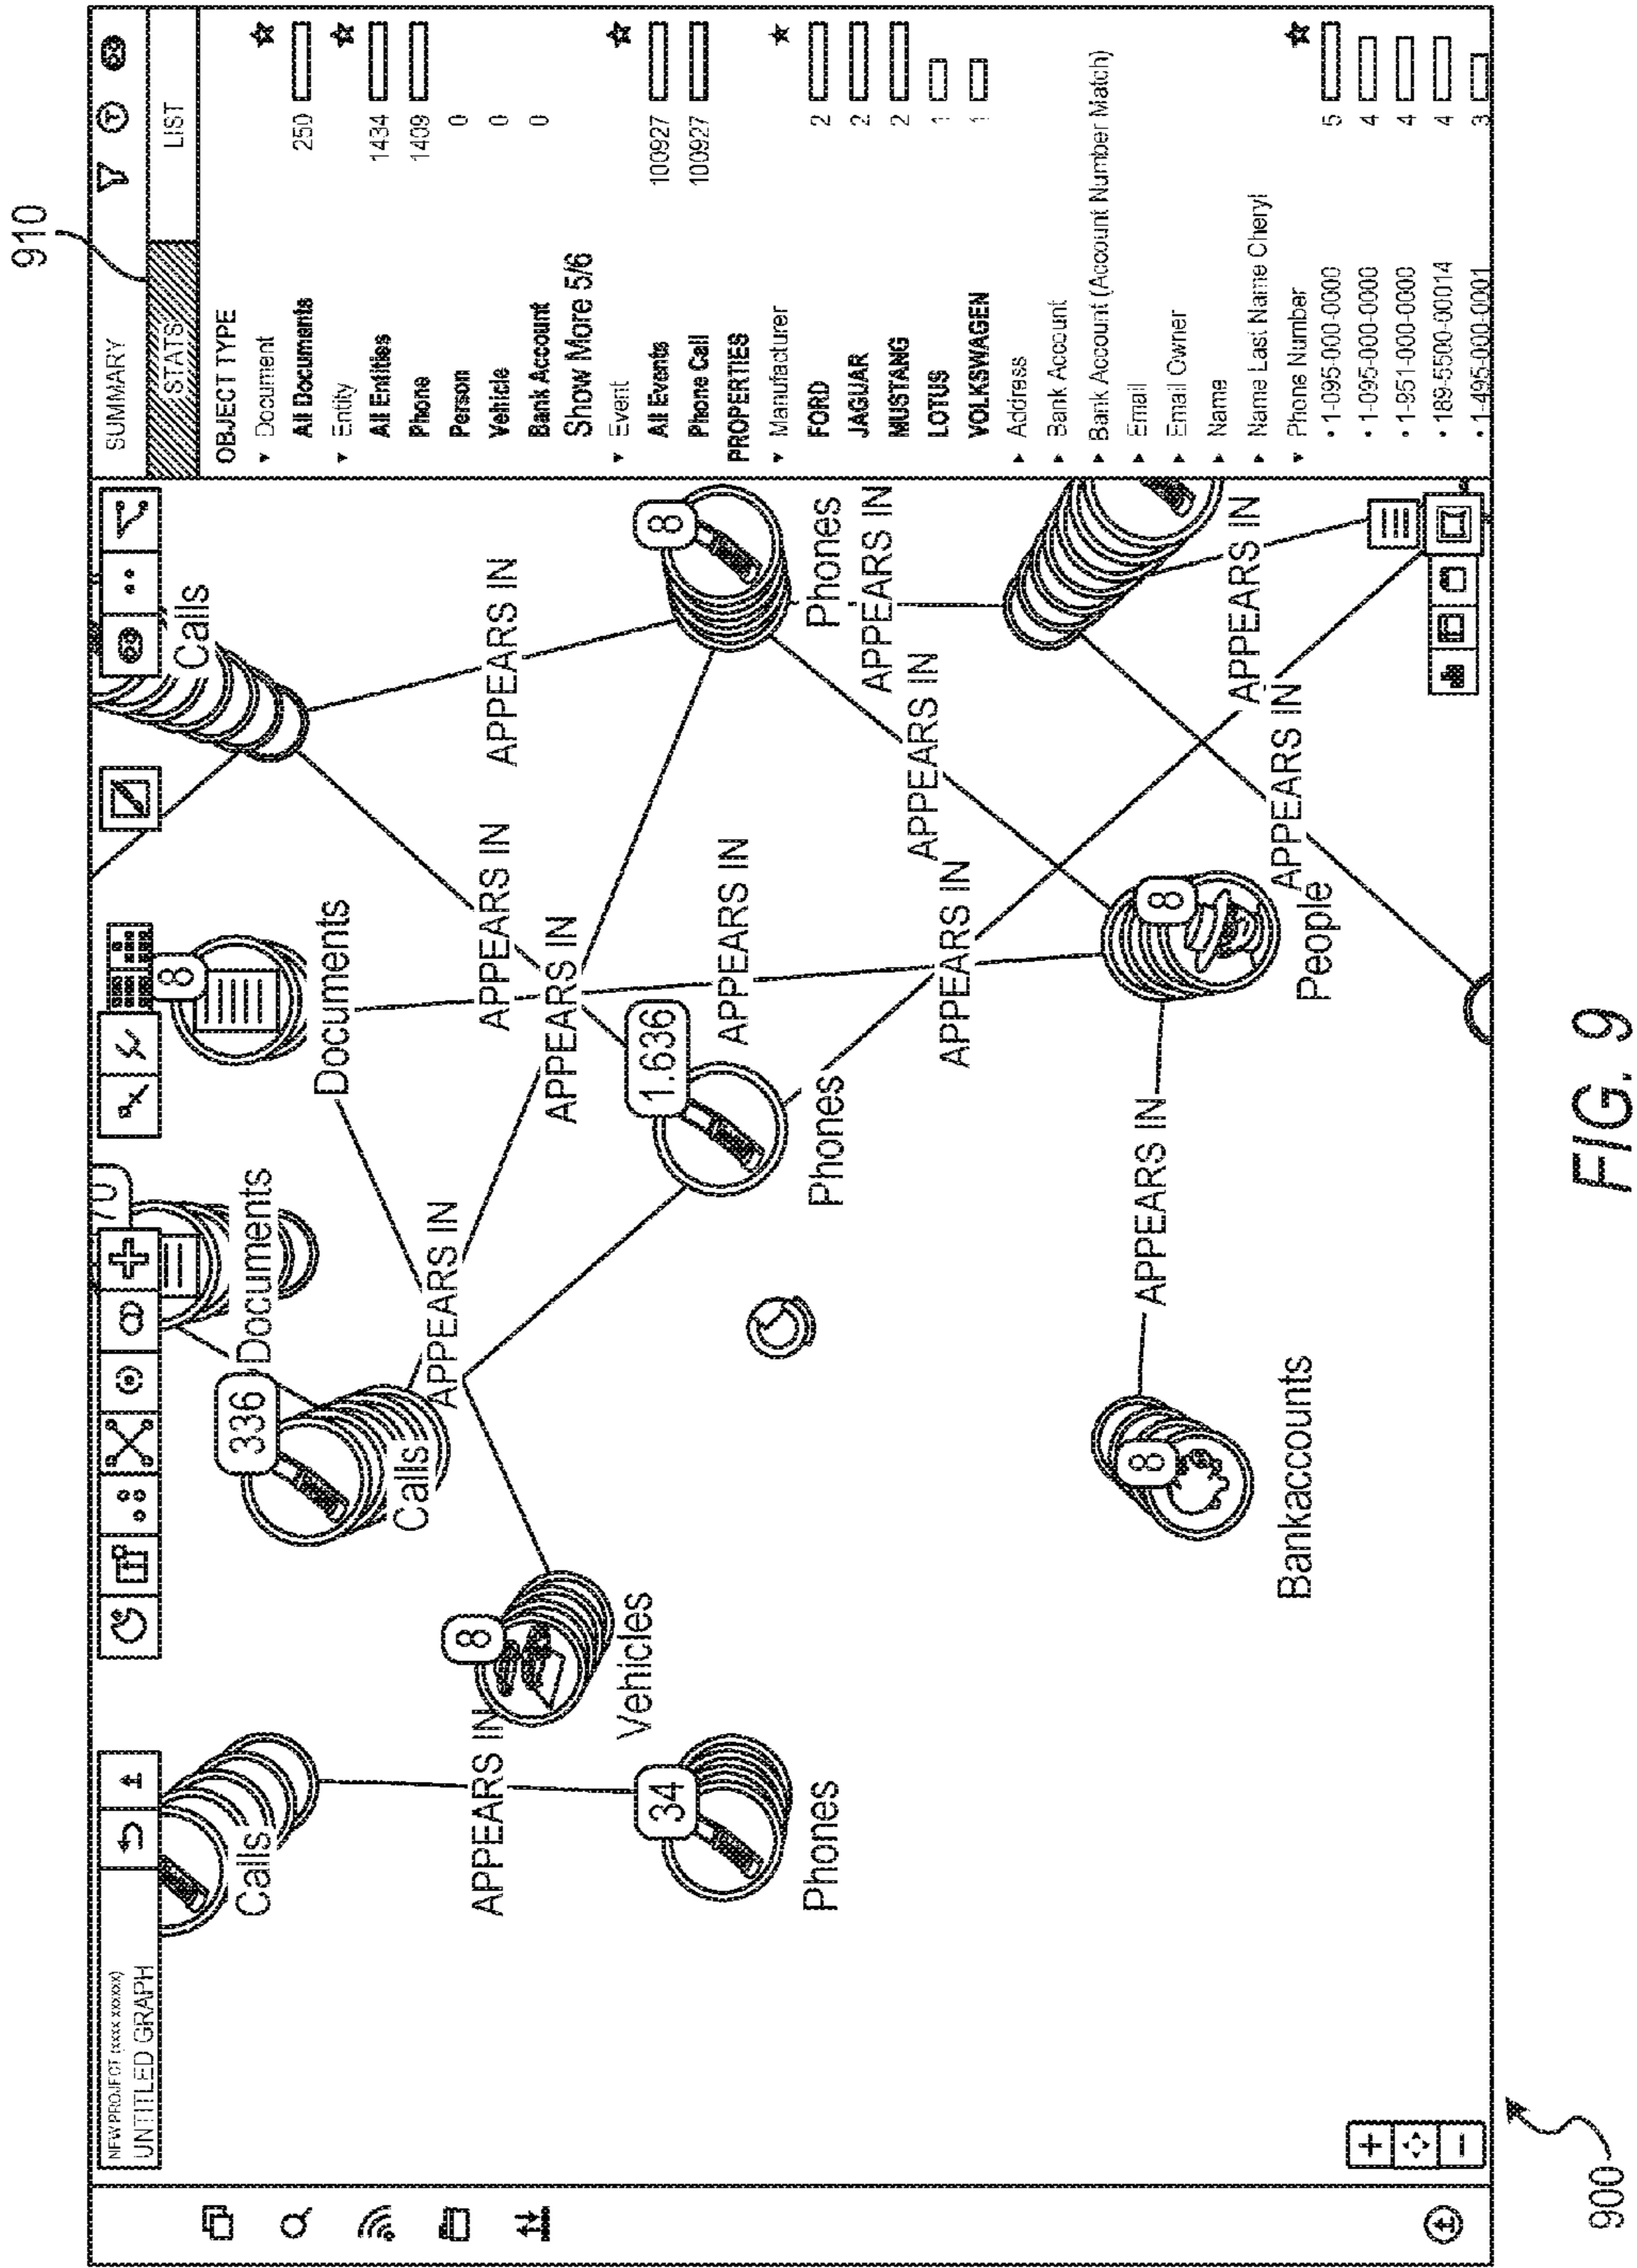 910
NEW PROJECT (xxxx xxxxxx)
UNTITLED GRAPH
SUMMARY
STATS
LIST
OBJECT TYPE
Document
All Documents 250
Entity
All Entities 1434
Phone 1409
Person 0
Vehicle 0
Bank Account 0
Show More 5/6
Event
All Events 100927
Phone Call 100927
PROPERTIES
Manufacturer
FORD 2
JAGUAR 2
MUSTANG 2
LOTUS 1
VOLKSWAGEN 1
Address
Bank Account
Bank Account (Account Number Match)
Email
Email Owner
Name
Name Last Name Cheryl
Phone Number
• 1-095-000-0000 5
• 1-095-000-0000 4
• 1-951-000-0000 4
• 189-5500-00014 4
• 1-495-000-0001 3
Calls
APPEARS IN
34
Phones
8
Vehicles
336
Calls
70
Documents
8
Documents
Calls
APPEARS IN
APPEARS IN
APPEARS IN
APPEARS IN
1.636
Phones
APPEARS IN
8
Phones
APPEARS IN
APPEARS IN
APPEARS IN
APPEARS IN
APPEARS IN
8
People
APPEARS IN
8
Bankaccounts
900
FIG. 9